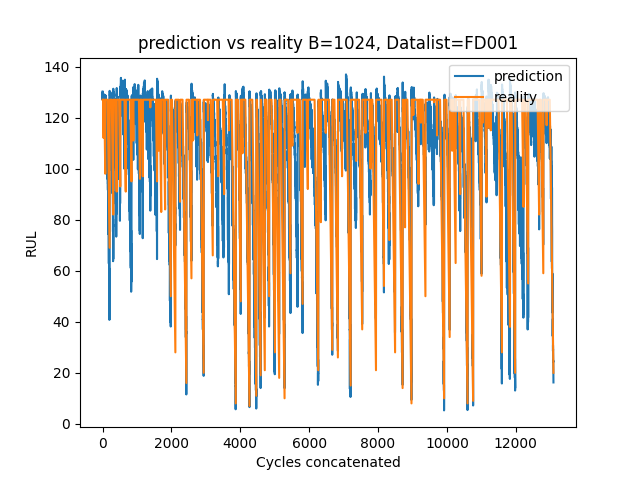 prediction vs reality B=1024, Datalist=FD001
prediction
reality
140
120
100
80
60
40
20
0
RUL
0 2000 4000 6000 8000 10000 12000
Cycles concatenated